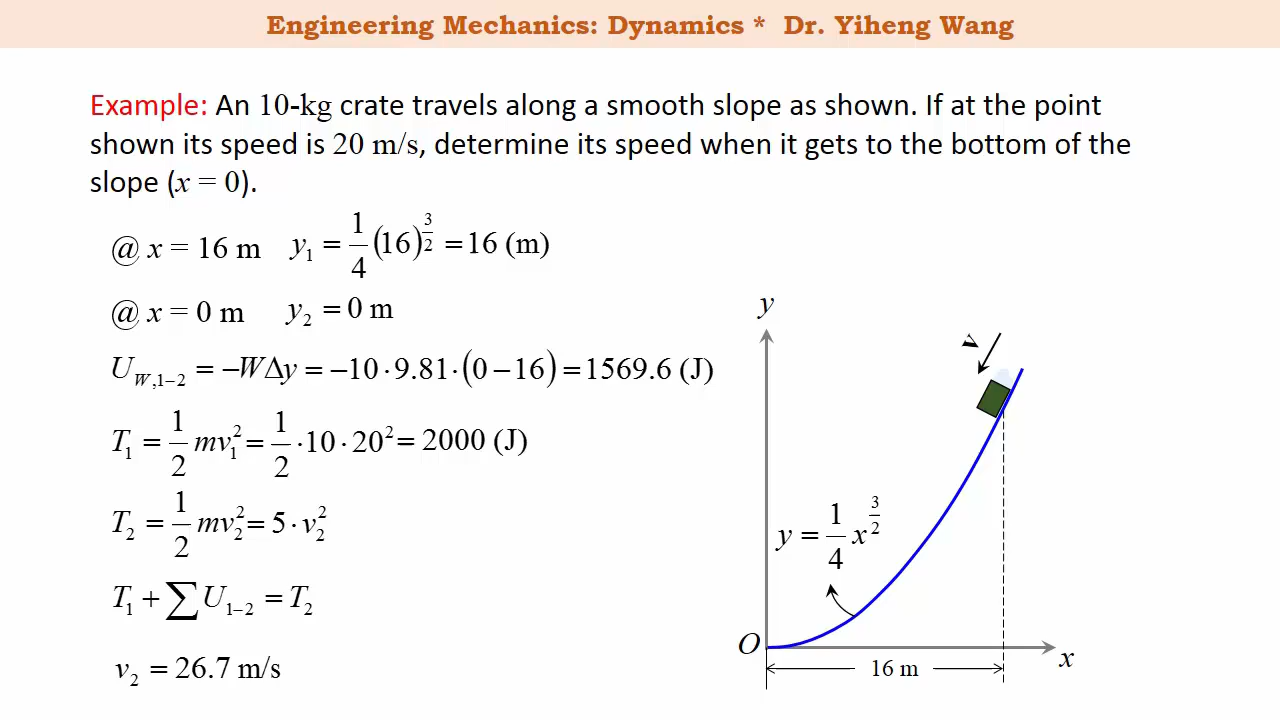 Engineering Mechanics: Dynamics * Dr. Yiheng Wang
Example: An 10-kg crate travels along a smooth slope as shown. If at the point
shown its speed is 20 m/s, determine its speed when it gets to the bottom of the
slope (x = 0).
@ x = 16 m y₁ = 1/4 (16)^(3/2) = 16 (m)
@ x = 0 m y₂ = 0 m
U_W,1−2 = −WΔy = −10 · 9.81 · (0 − 16) = 1569.6 (J)
T₁ = 1/2 mv₁² = 1/2 · 10 · 20² = 2000 (J)
T₂ = 1/2 mv₂² = 5 · v₂²
T₁ + ∑U₁₋₂ = T₂
v₂ = 26.7 m/s
y
v
y = 1/4 x^(3/2)
O
x
16 m